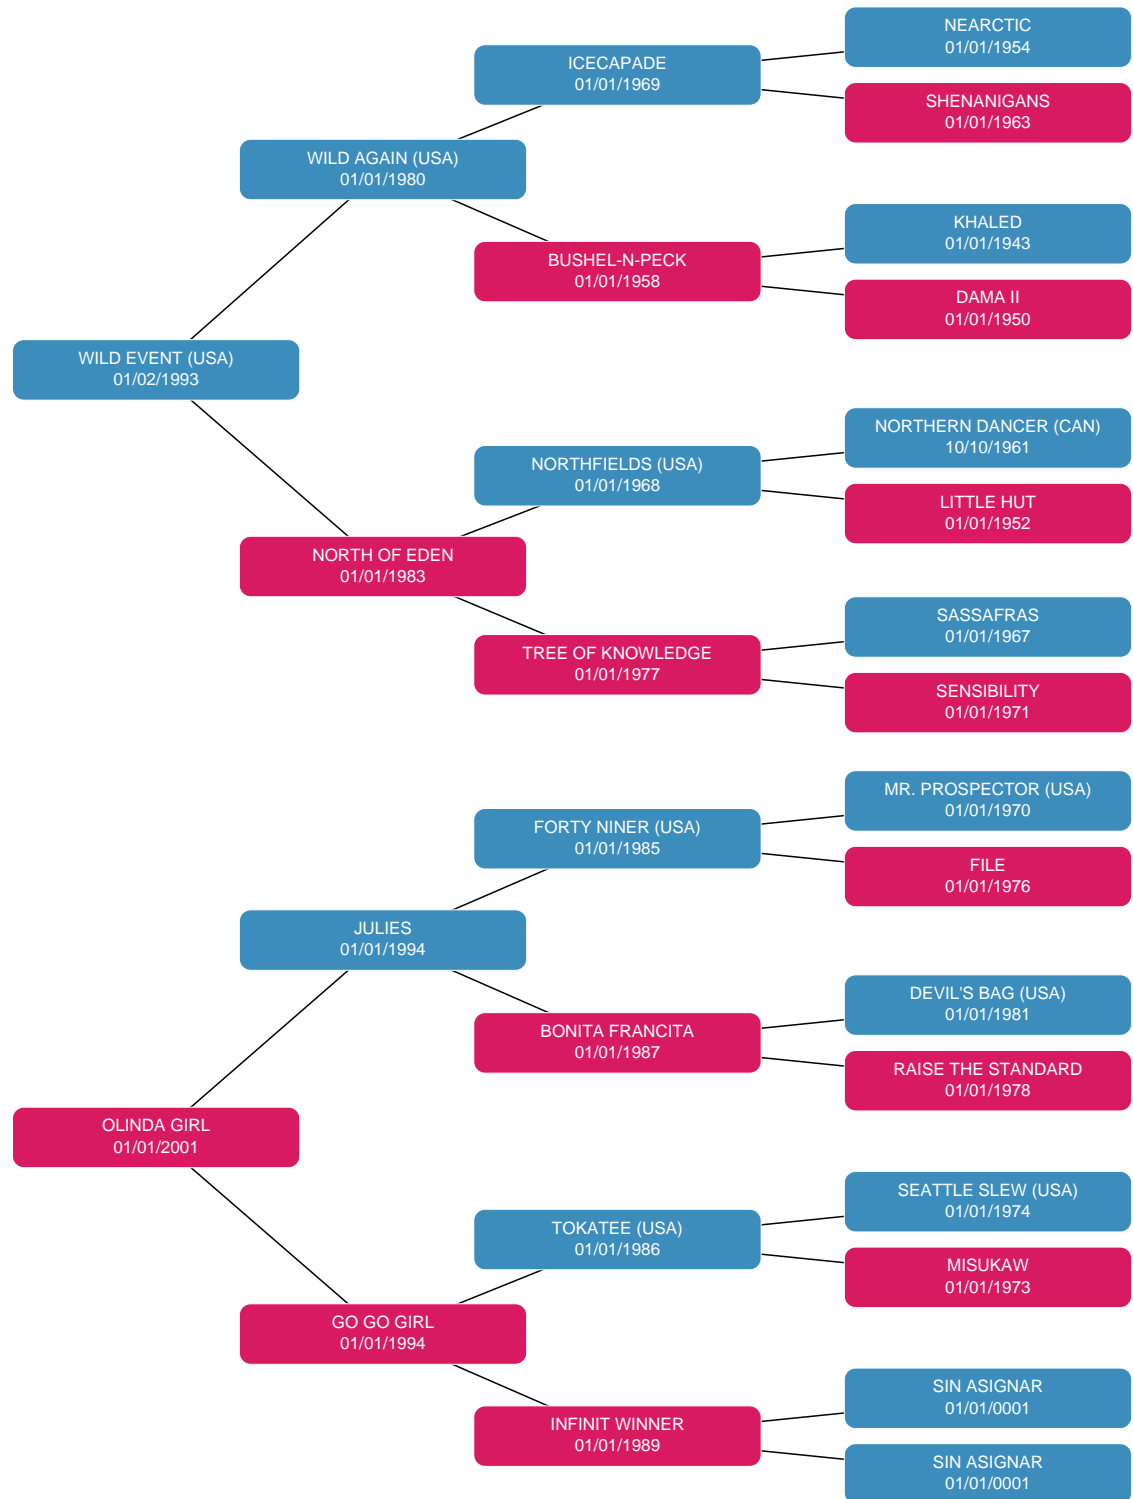 NEARCTIC
01/01/1954
ICECAPADE
01/01/1969
SHENANIGANS
01/01/1963
WILD AGAIN (USA)
01/01/1980
KHALED
01/01/1943
BUSHEL-N-PECK
01/01/1958
DAMA II
01/01/1950
WILD EVENT (USA)
01/02/1993
NORTHERN DANCER (CAN)
10/10/1961
NORTHFIELDS (USA)
01/01/1968
LITTLE HUT
01/01/1952
NORTH OF EDEN
01/01/1983
SASSAFRAS
01/01/1967
TREE OF KNOWLEDGE
01/01/1977
SENSIBILITY
01/01/1971
MR. PROSPECTOR (USA)
01/01/1970
FORTY NINER (USA)
01/01/1985
FILE
01/01/1976
JULIES
01/01/1994
DEVIL'S BAG (USA)
01/01/1981
BONITA FRANCITA
01/01/1987
RAISE THE STANDARD
01/01/1978
OLINDA GIRL
01/01/2001
SEATTLE SLEW (USA)
01/01/1974
TOKATEE (USA)
01/01/1986
MISUKAW
01/01/1973
GO GO GIRL
01/01/1994
SIN ASIGNAR
01/01/0001
INFINIT WINNER
01/01/1989
SIN ASIGNAR
01/01/0001